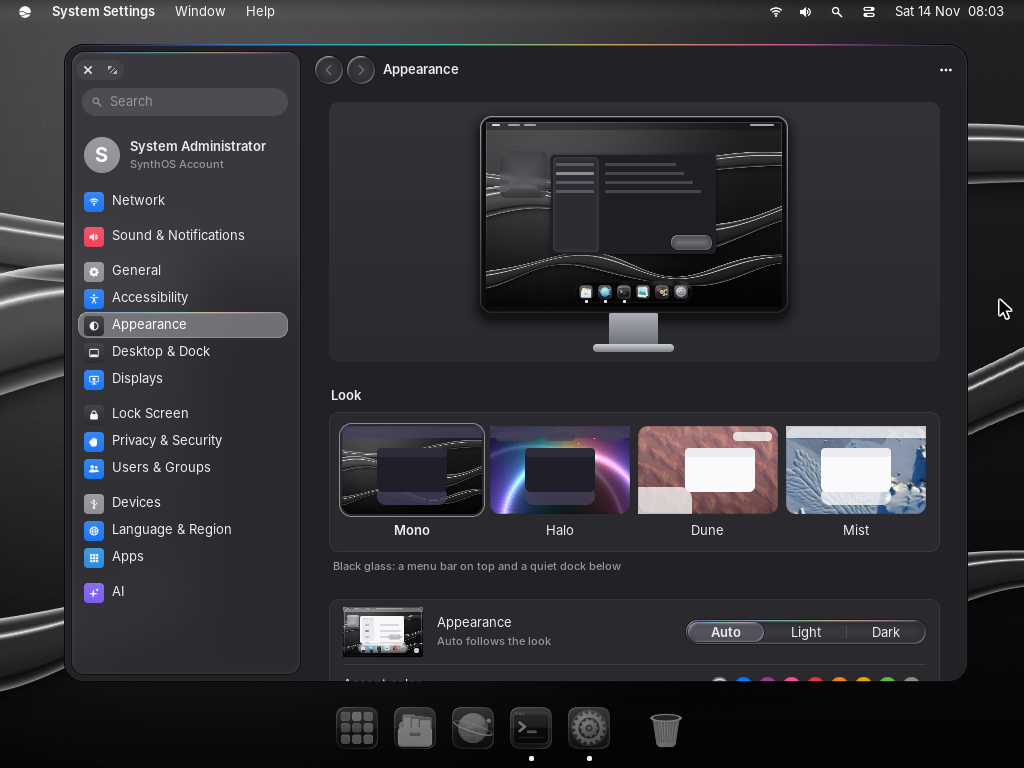 System Settings Window Help
Sat 14 Nov 08:03
Search
S
System Administrator
SynthOS Account
Network
Sound & Notifications
General
Accessibility
Appearance
Desktop & Dock
Displays
Lock Screen
Privacy & Security
Users & Groups
Devices
Language & Region
Apps
AI
Appearance
Look
Mono
Halo
Dune
Mist
Black glass: a menu bar on top and a quiet dock below
Appearance
Auto follows the look
Auto
Light
Dark